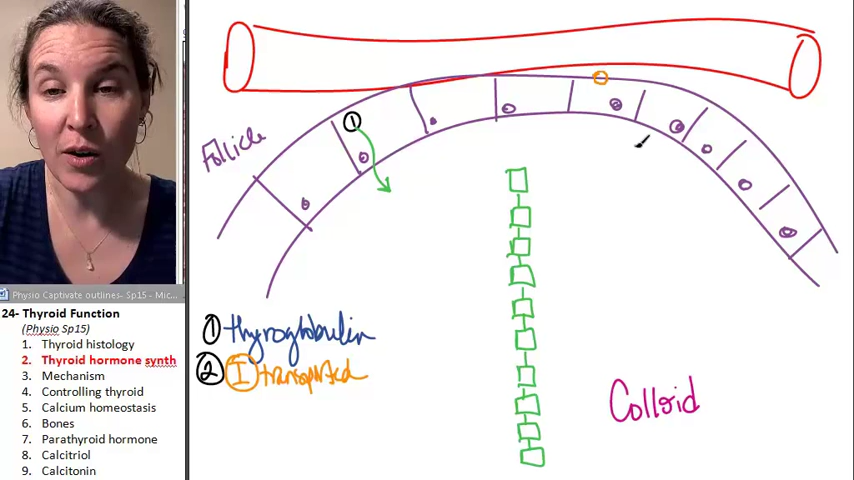 Follicle
1
1 thyroglobulin
2 I transported
Colloid
Physio Captivate outlines- Sp15 - Mic...
24- Thyroid Function
(Physio Sp15)
1. Thyroid histology
2. Thyroid hormone synth
3. Mechanism
4. Controlling thyroid
5. Calcium homeostasis
6. Bones
7. Parathyroid hormone
8. Calcitriol
9. Calcitonin